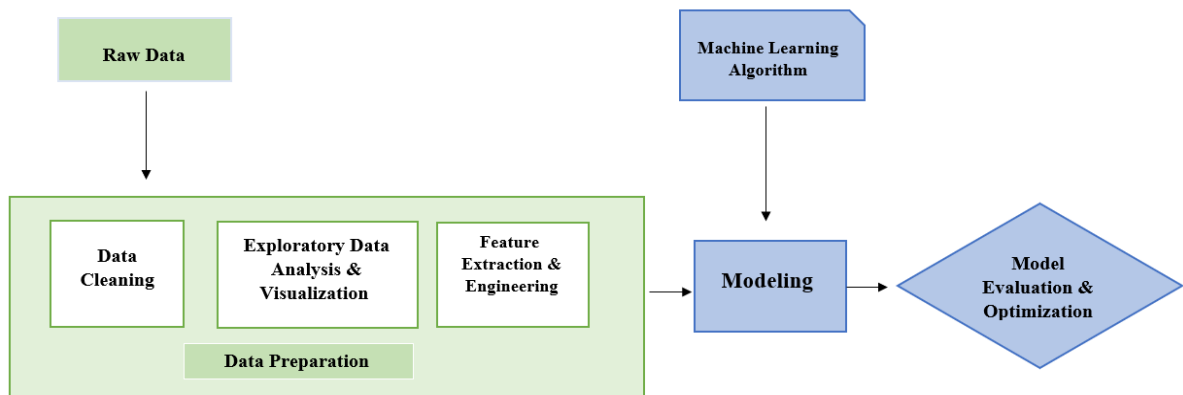 Raw Data
Machine Learning
Algorithm
Data
Cleaning
Exploratory Data
Analysis &
Visualization
Feature
Extraction &
Engineering
Data Preparation
Modeling
Model
Evaluation &
Optimization